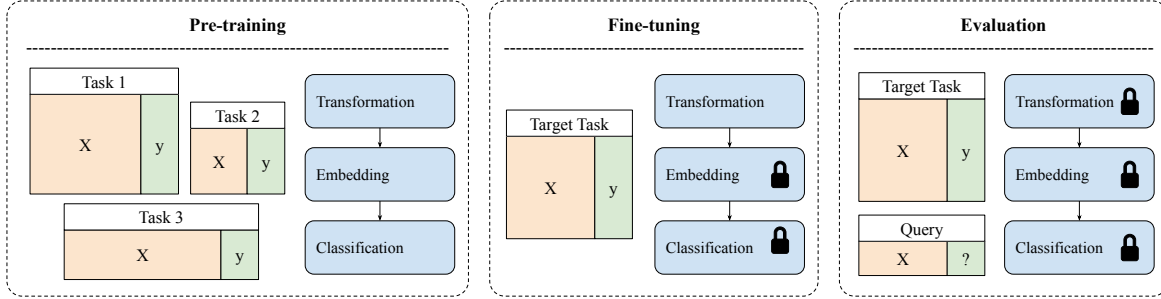 Pre-training
Task 1
X y
Task 2
X y
Task 3
X y
Transformation
Embedding
Classification
Fine-tuning
Target Task
X y
Transformation
Embedding
Classification
Evaluation
Target Task
X y
Query
X ?
Transformation
Embedding
Classification